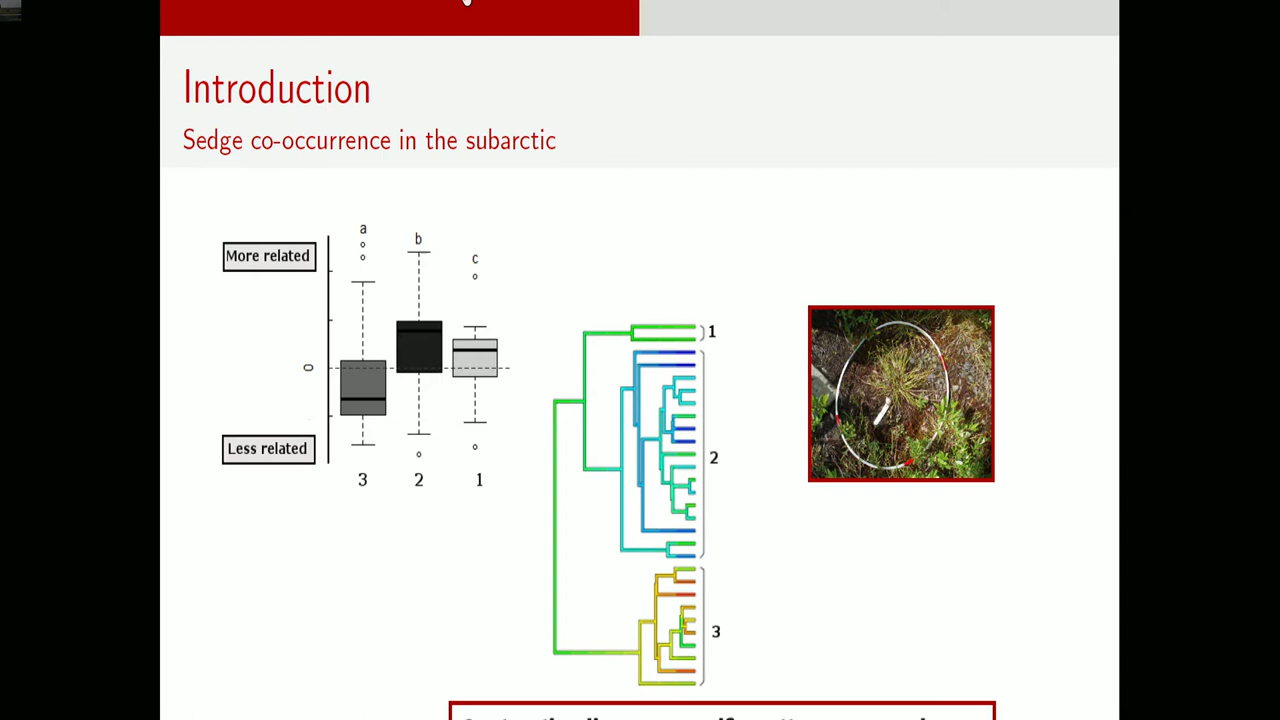 Introduction
Sedge co-occurrence in the subarctic
a
b
c
More related
0
Less related
3
2
1
1
2
3